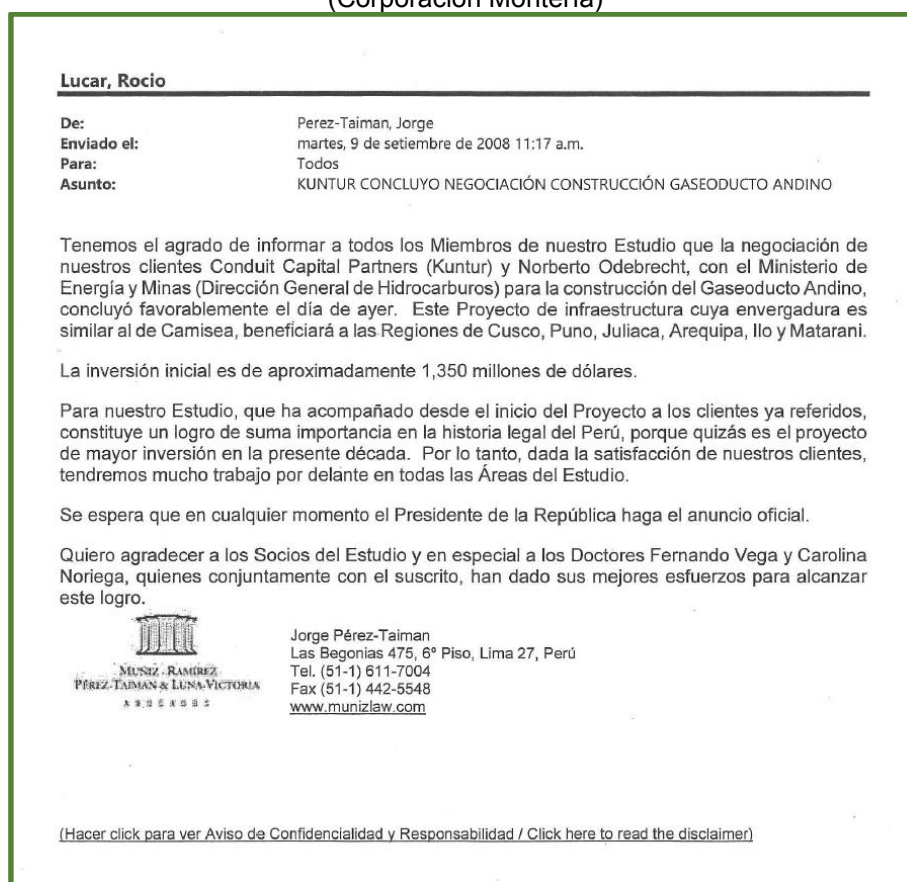 (Corporación Montería)
Lucar, Rocio
De: Perez-Taiman, Jorge
Enviado el: martes, 9 de setiembre de 2008 11:17 a.m.
Para: Todos
Asunto: KUNTUR CONCLUYO NEGOCIACIÓN CONSTRUCCIÓN GASEODUCTO ANDINO
Tenemos el agrado de informar a todos los Miembros de nuestro Estudio que la negociación de
nuestros clientes Conduit Capital Partners (Kuntur) y Norberto Odebrecht, con el Ministerio de
Energía y Minas (Dirección General de Hidrocarburos) para la construcción del Gaseoducto Andino,
concluyó favorablemente el día de ayer. Este Proyecto de infraestructura cuya envergadura es
similar al de Camisea, beneficiará a las Regiones de Cusco, Puno, Juliaca, Arequipa, Ilo y Matarani.
La inversión inicial es de aproximadamente 1,350 millones de dólares.
Para nuestro Estudio, que ha acompañado desde el inicio del Proyecto a los clientes ya referidos,
constituye un logro de suma importancia en la historia legal del Perú, porque quizás es el proyecto
de mayor inversión en la presente década. Por lo tanto, dada la satisfacción de nuestros clientes,
tendremos mucho trabajo por delante en todas las Áreas del Estudio.
Se espera que en cualquier momento el Presidente de la República haga el anuncio oficial.
Quiero agradecer a los Socios del Estudio y en especial a los Doctores Fernando Vega y Carolina
Noriega, quienes conjuntamente con el suscrito, han dado sus mejores esfuerzos para alcanzar
este logro.
MUÑIZ, RAMÍREZ
PÉREZ-TAIMAN & LUNA-VICTORIA
ABOGADOS
Jorge Pérez-Taiman
Las Begonias 475, 6º Piso, Lima 27, Perú
Tel. (51-1) 611-7004
Fax (51-1) 442-5548
www.munizlaw.com
(Hacer click para ver Aviso de Confidencialidad y Responsabilidad / Click here to read the disclaimer)